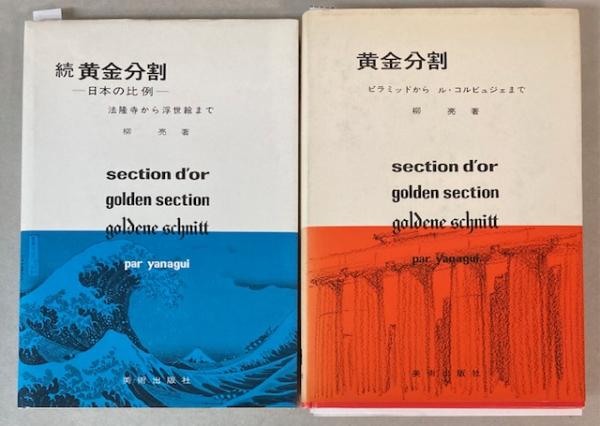 続 黄金分割
―日本の比例―
法隆寺から浮世絵まで
柳 亮 著
section d'or
golden section
goldene schnitt
par yanagui
美術出版社
黄金分割
ピラミッドから ル・コルビュジェまで
柳 亮 著
section d'or
golden section
goldene schnitt
par yanagui
美術出版社